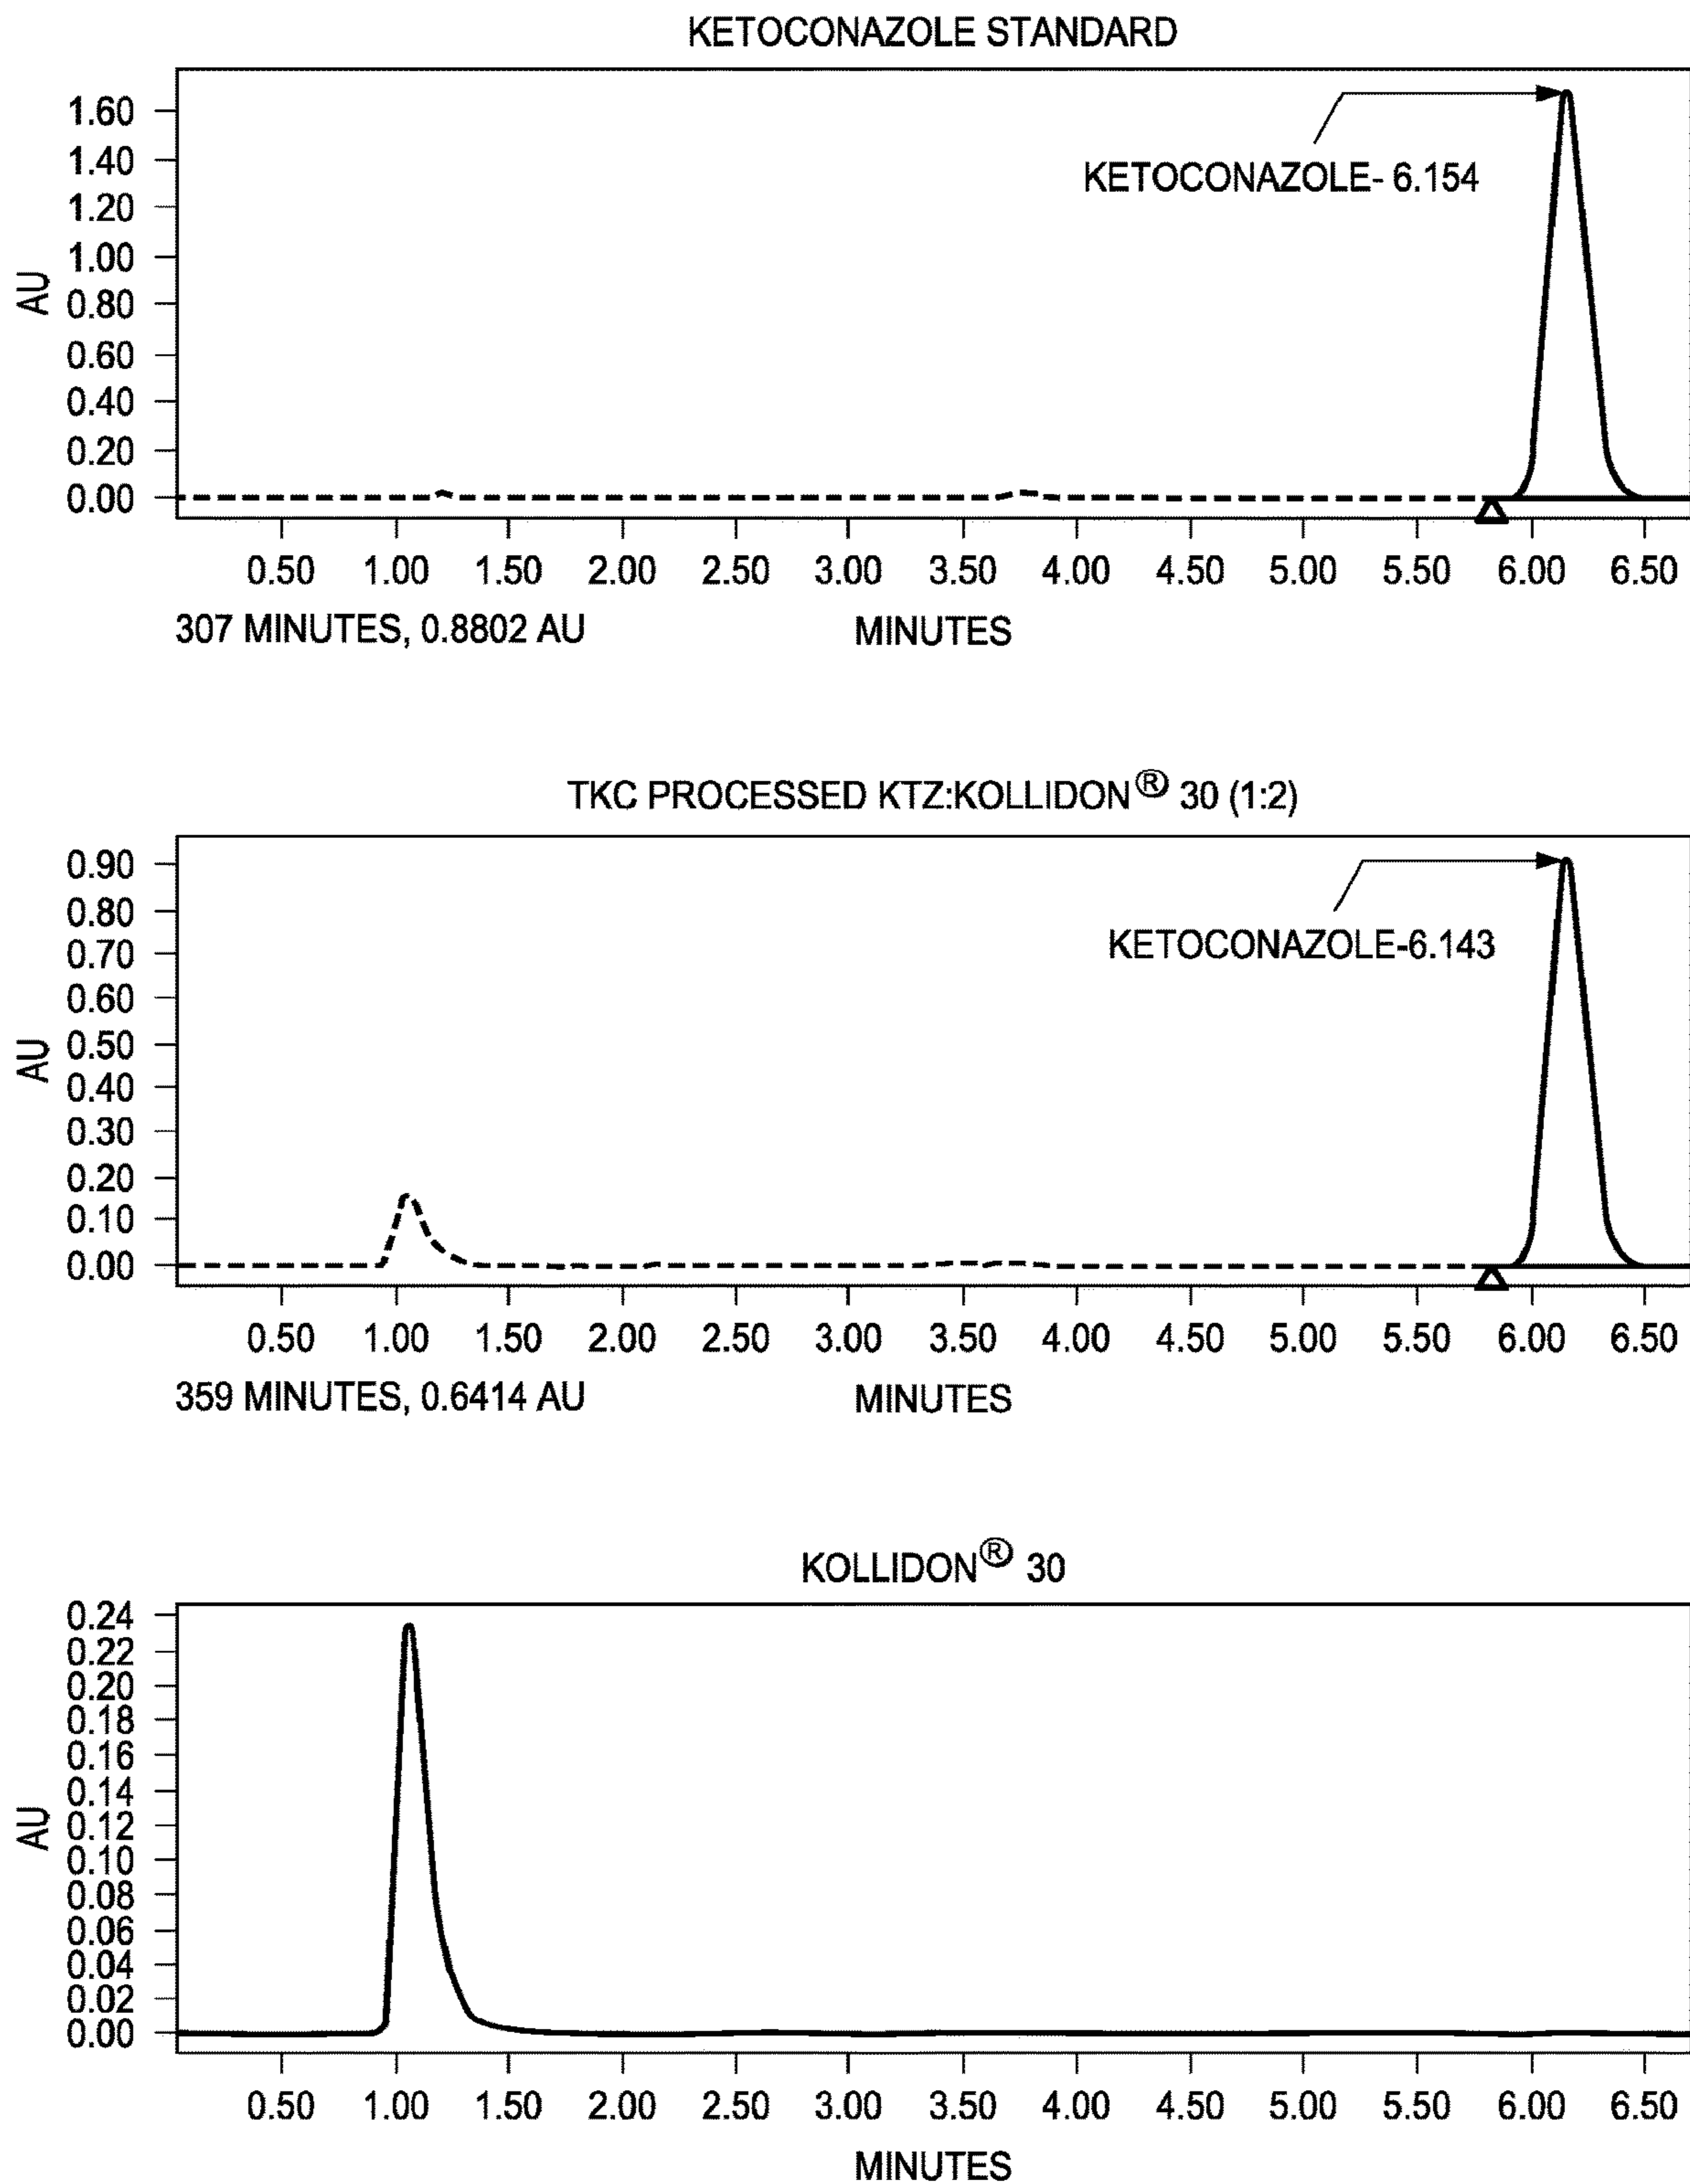 KETOCONAZOLE STANDARD
1.60
1.40
1.20
1.00
0.80
0.60
0.40
0.20
0.00
AU
KETOCONAZOLE- 6.154
0.50 1.00 1.50 2.00 2.50 3.00 3.50 4.00 4.50 5.00 5.50 6.00 6.50
307 MINUTES, 0.8802 AU
MINUTES
TKC PROCESSED KTZ:KOLLIDON® 30 (1:2)
0.90
0.80
0.70
0.60
0.50
0.40
0.30
0.20
0.10
0.00
AU
KETOCONAZOLE-6.143
0.50 1.00 1.50 2.00 2.50 3.00 3.50 4.00 4.50 5.00 5.50 6.00 6.50
359 MINUTES, 0.6414 AU
MINUTES
KOLLIDON® 30
0.24
0.22
0.20
0.18
0.16
0.14
0.12
0.10
0.08
0.06
0.04
0.02
0.00
AU
0.50 1.00 1.50 2.00 2.50 3.00 3.50 4.00 4.50 5.00 5.50 6.00 6.50
MINUTES